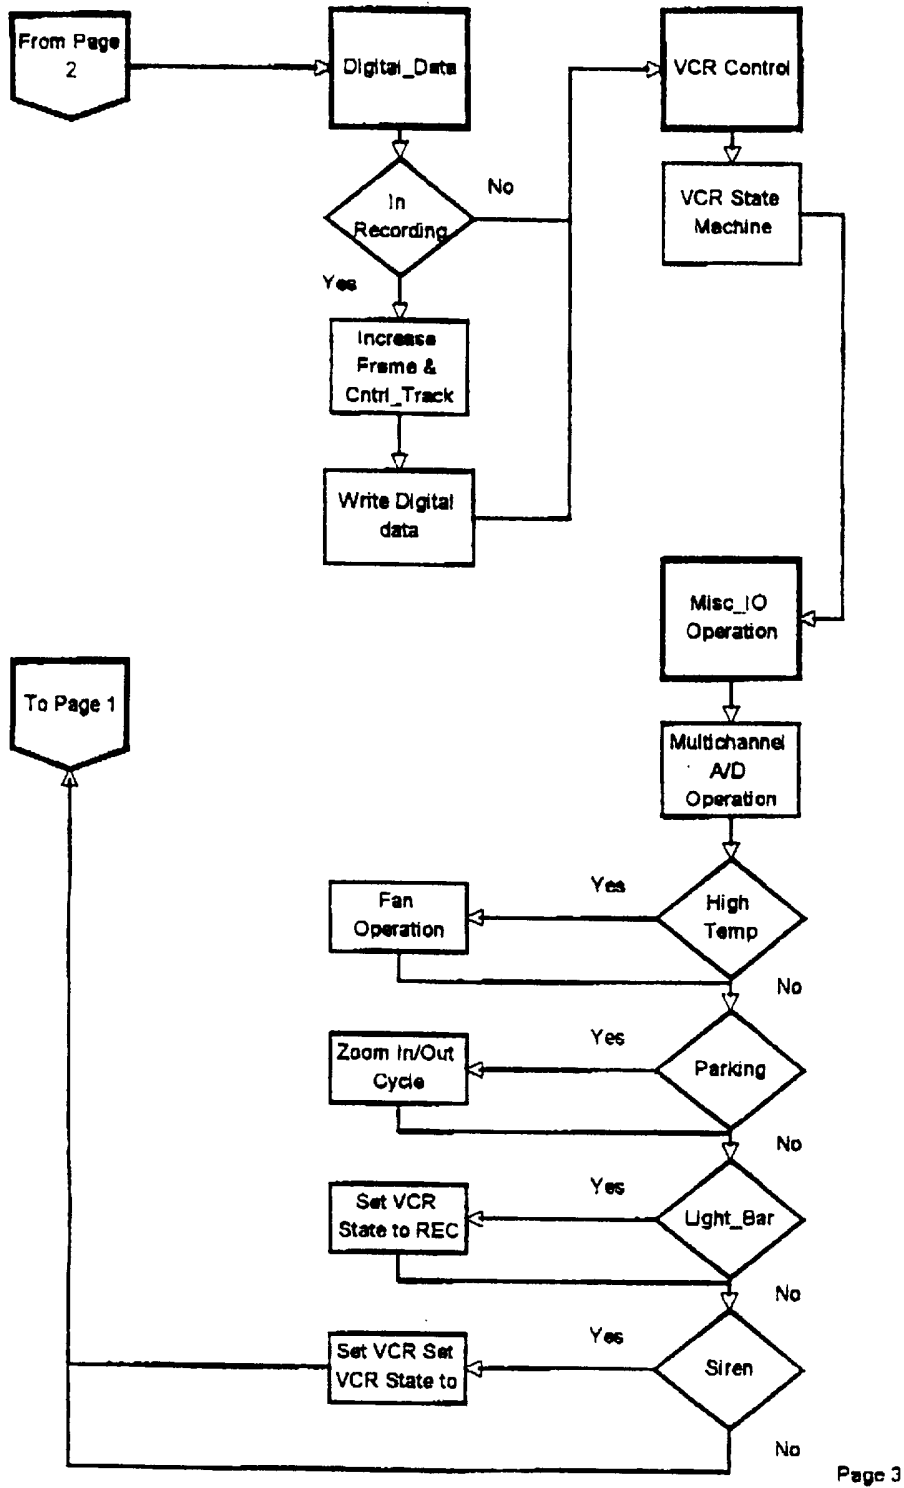 From Page
2
Digital_Data
VCR Control
In
Recording
No
Yes
VCR State
Machine
Increase
Frame &
Cntrl_Track
Write Digital
data
Misc_IO
Operation
To Page 1
Multichannel
A/D
Operation
High
Temp
Yes
Fan
Operation
No
Parking
Yes
Zoom In/Out
Cycle
No
Light_Bar
Yes
Set VCR
State to REC
No
Siren
Yes
Set VCR Set
VCR State to
No
Page 3